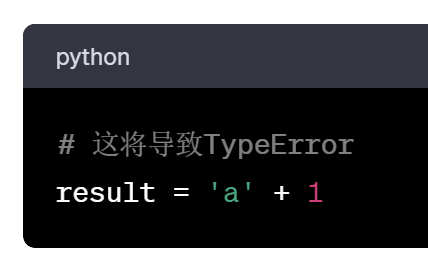 python
# 这将导致TypeError
result = 'a' + 1